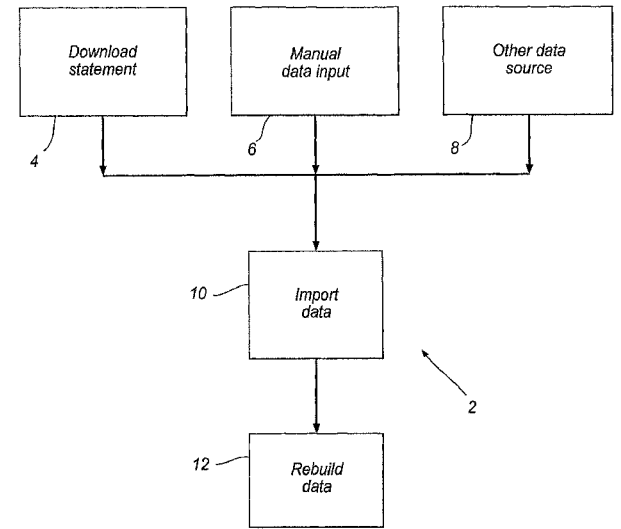 Download
statement
Manual
data input
Other data
source
4
6
8
10
Import
data
2
12
Rebuild
data